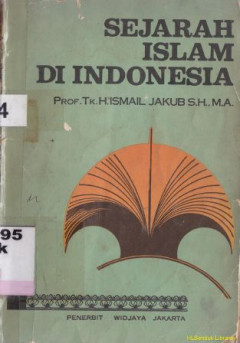 SEJARAH
ISLAM
DI INDONESIA
PROF. TK. H. ISMAIL JAKUB S.H., M.A.
4
95
k
PENERBIT WIDJAYA JAKARTA